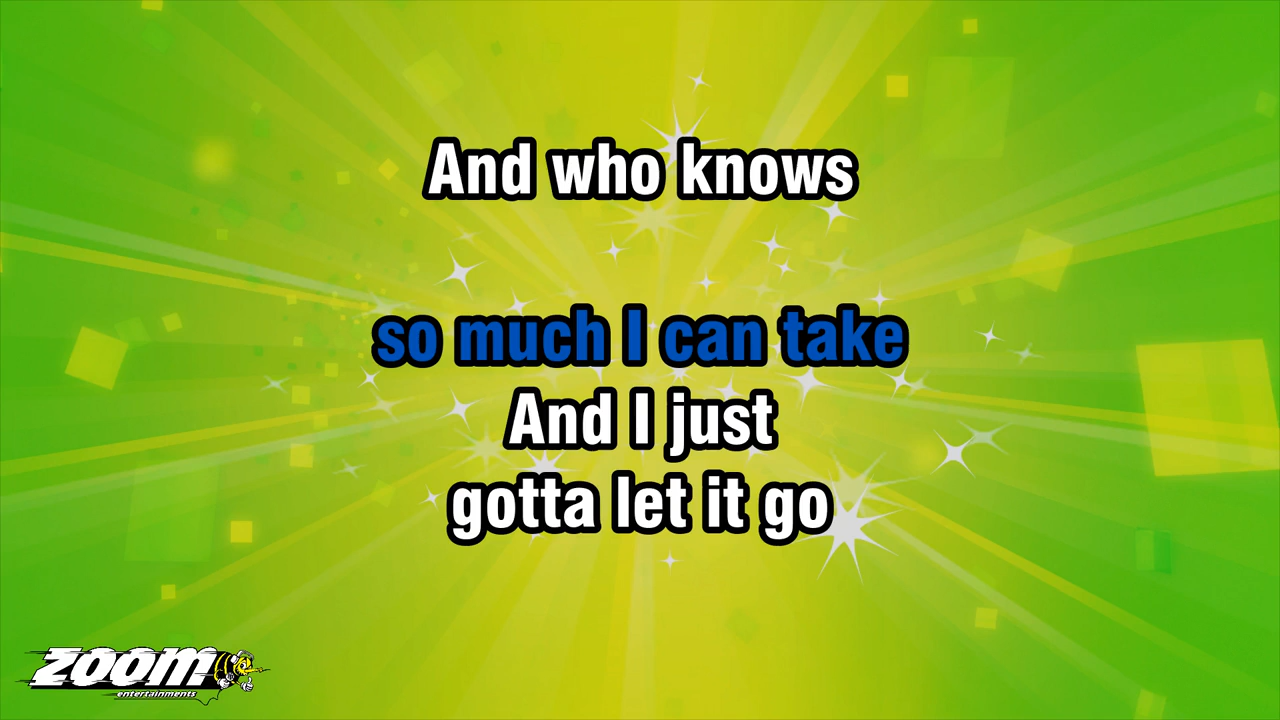 And who knows
so much I can take
And I just
gotta let it go
zoom
entertainments